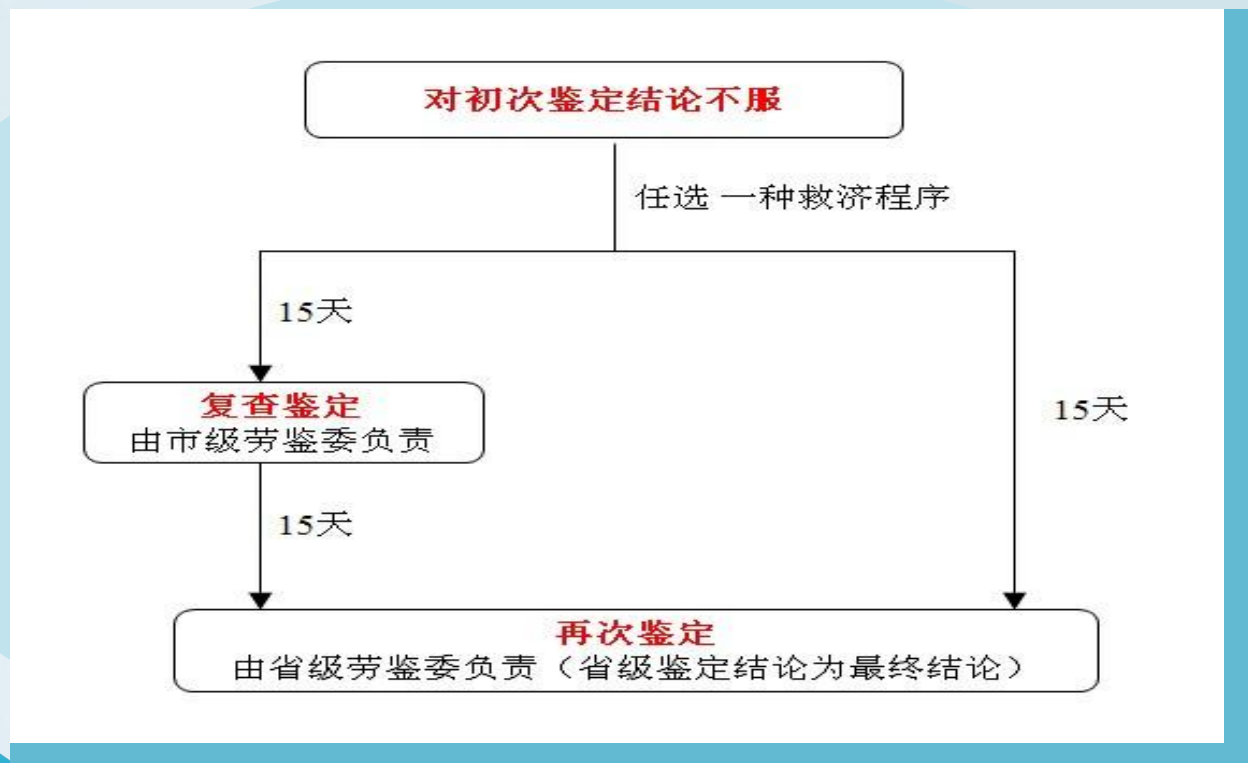 对初次鉴定结论不服
任选 一种救济程序
15天
复查鉴定
由市级劳鉴委负责
15天
15天
再次鉴定
由省级劳鉴委负责（省级鉴定结论为最终结论）